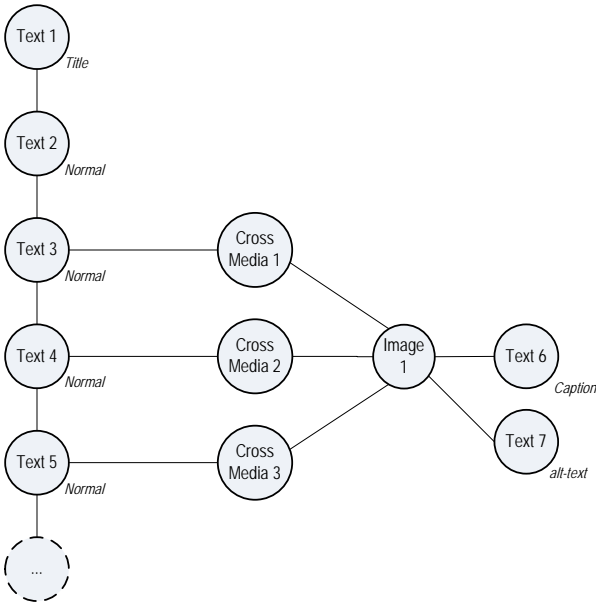 Text 1
Title
Text 2
Normal
Text 3
Normal
Cross
Media 1
Text 4
Normal
Cross
Media 2
Image
1
Text 6
Caption
Text 7
alt-text
Text 5
Normal
Cross
Media 3
...